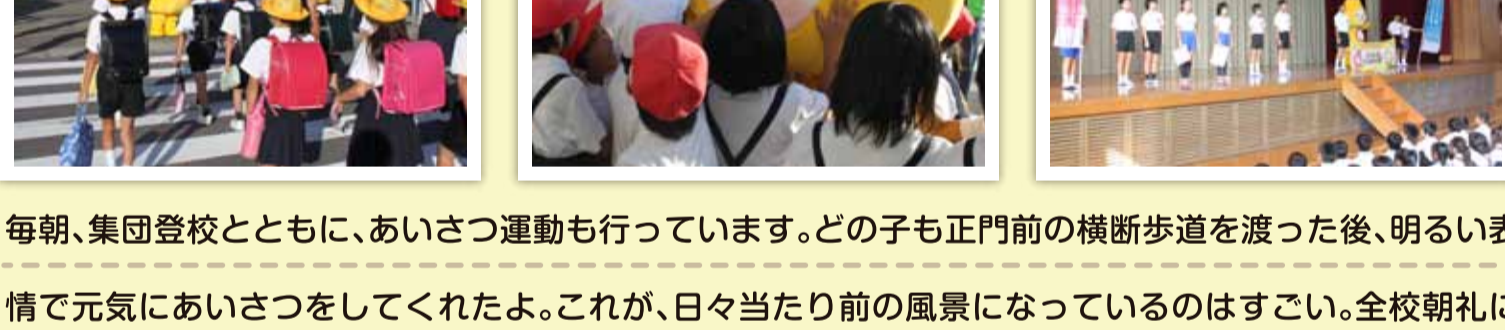 毎朝、集団登校とともに、あいさつ運動も行っています。どの子も正門前の横断歩道を渡った後、明るい表
情で元気にあいさつをしてくれたよ。これが、日々当たり前の風景になっているのはすごい。全校朝礼に